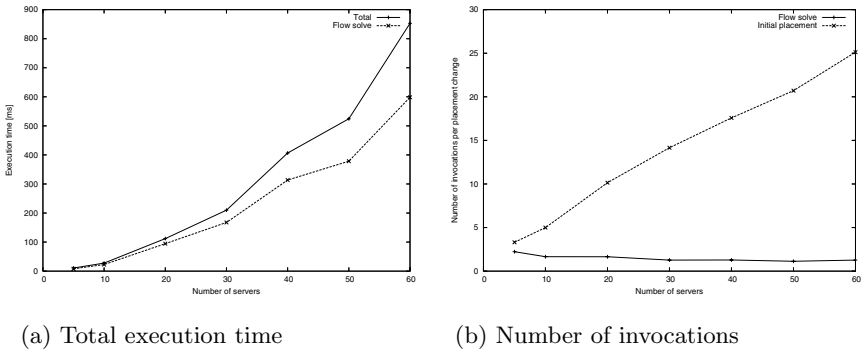 900
800
700
600
500
400
300
200
100
0
Execution time [ms]
Total
Flow solve
0 10 20 30 40 50 60
Number of servers
(a) Total execution time
30
25
20
15
10
5
0
Number of invocations per placement change
Flow solve
Initial placement
0 10 20 30 40 50 60
Number of servers
(b) Number of invocations